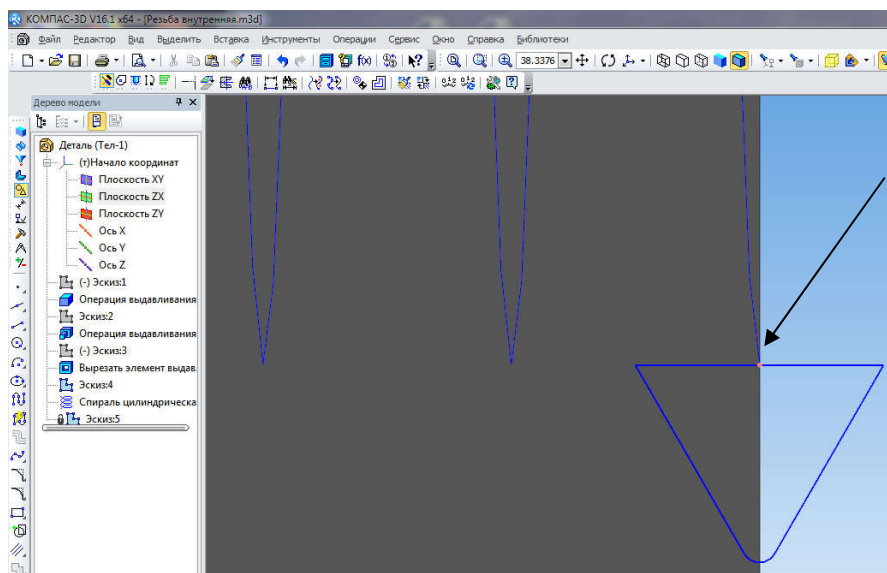 КОМПАС-3D V16.1 x64 - [Резьба внутренняя.m3d]
Файл Редактор Вид Выделить Вставка Инструменты Операции Сервис Окно Справка Библиотеки
38.3376
Дерево модели
Деталь (Тел-1)
(т)Начало координат
Плоскость XY
Плоскость ZX
Плоскость ZY
Ось X
Ось Y
Ось Z
(-) Эскиз:1
Операция выдавливания
Эскиз:2
Операция выдавливания
(-) Эскиз:3
Вырезать элемент выдав
Эскиз:4
Спираль цилиндрическа
Эскиз:5